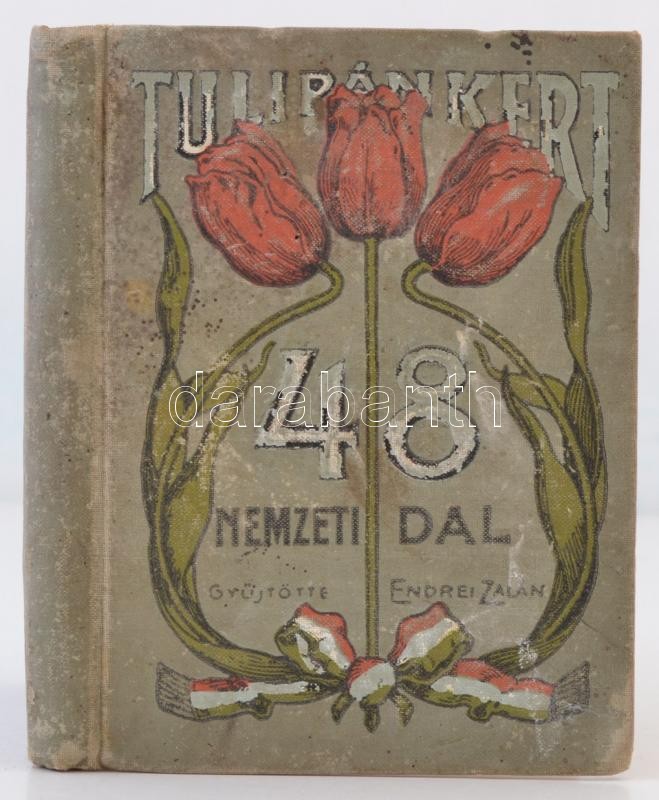 TULIPÁNKERT
48
darabanth
NEMZETI DAL
GYŰJTÖTTE ENDREI ZALÁN